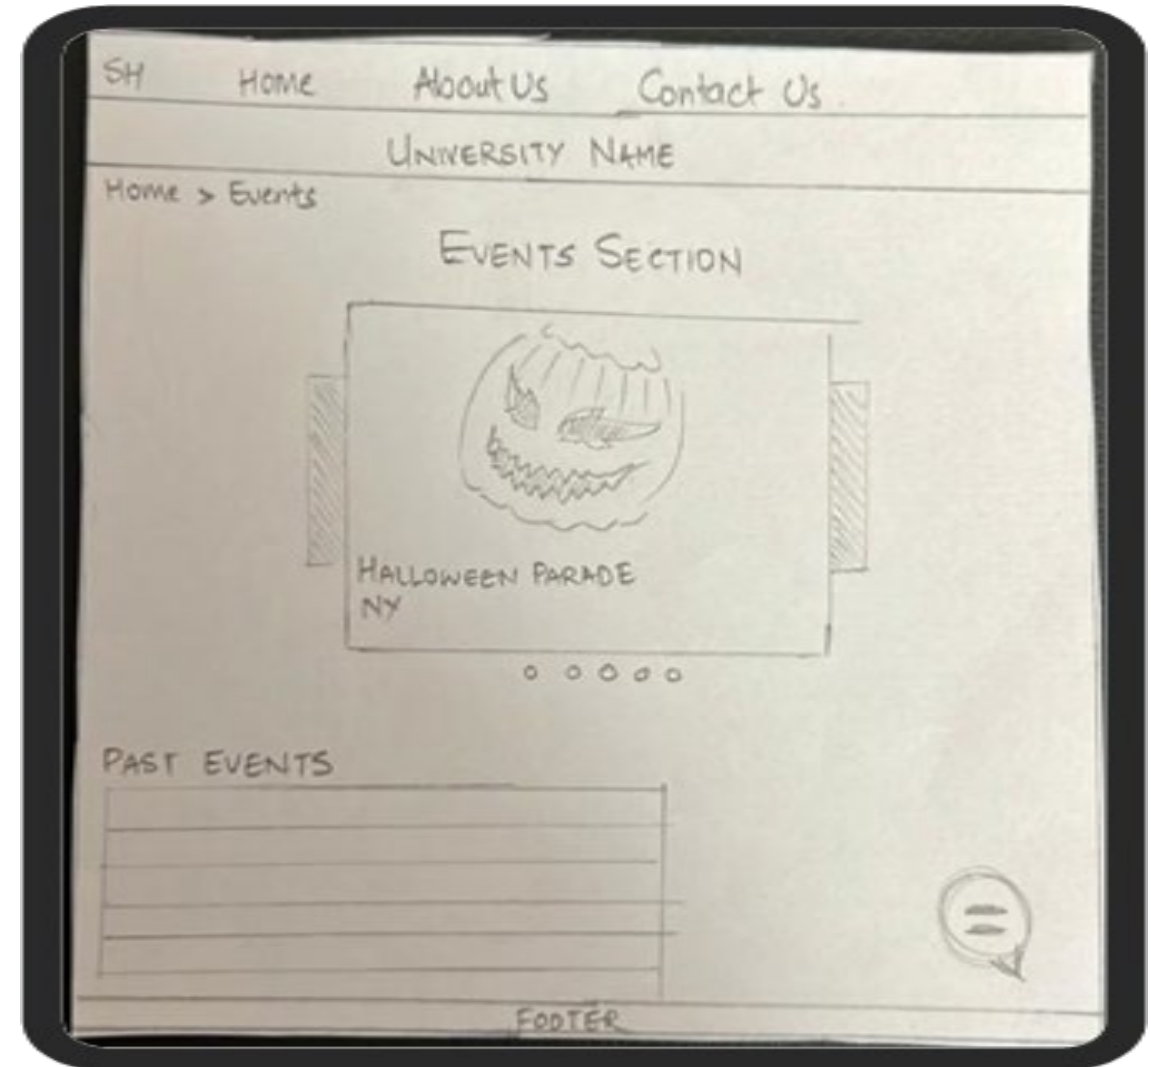 SH Home About Us Contact Us
UNIVERSITY NAME
Home > Events
EVENTS SECTION
HALLOWEEN PARADE
NY
PAST EVENTS
FOOTER